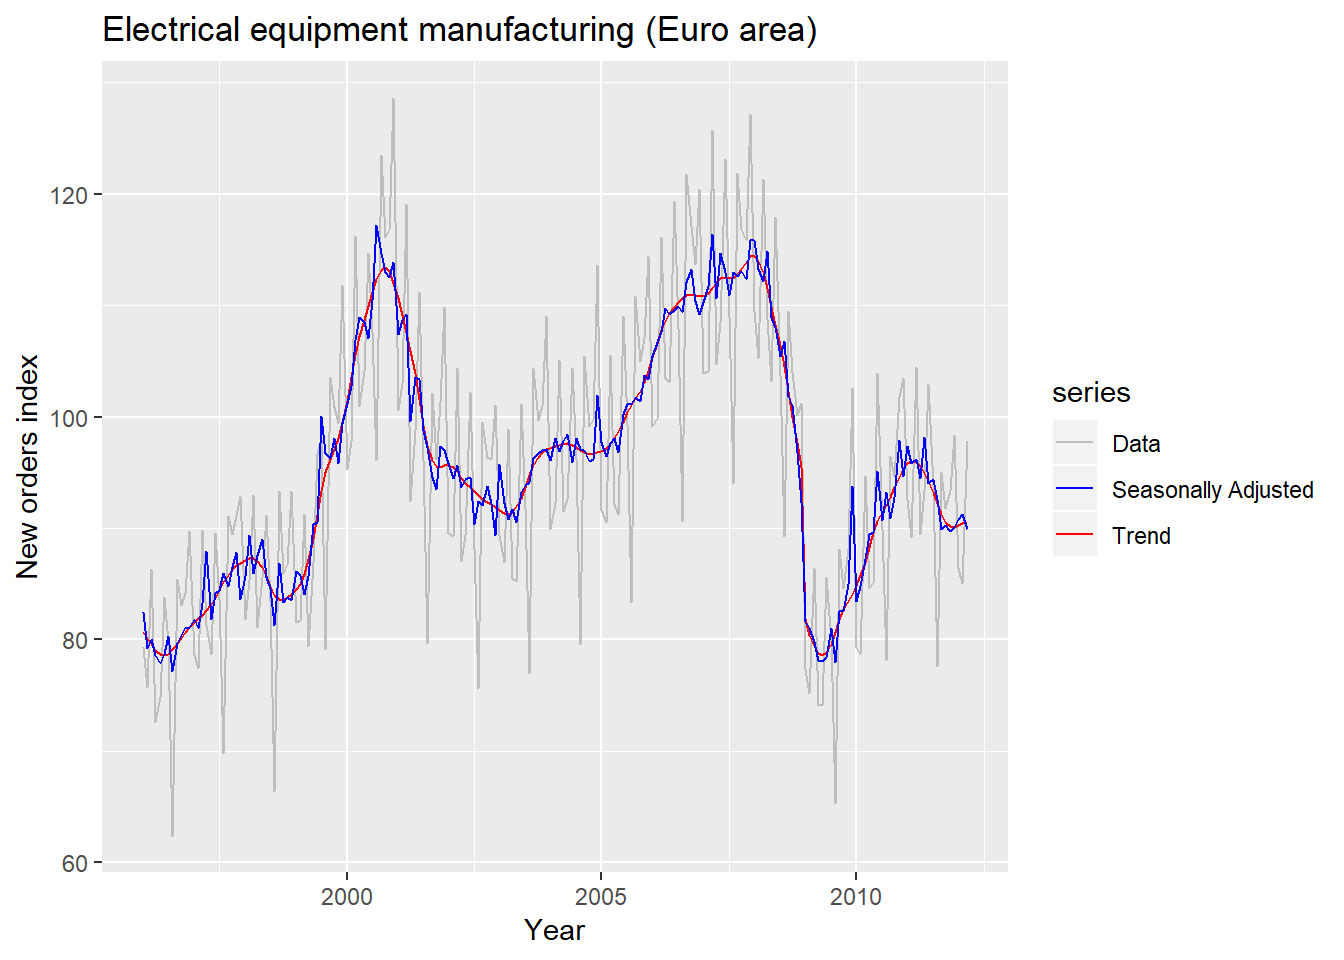 Electrical equipment manufacturing (Euro area)
New orders index
120
100
80
60
2000 2005 2010
Year
series
Data
Seasonally Adjusted
Trend